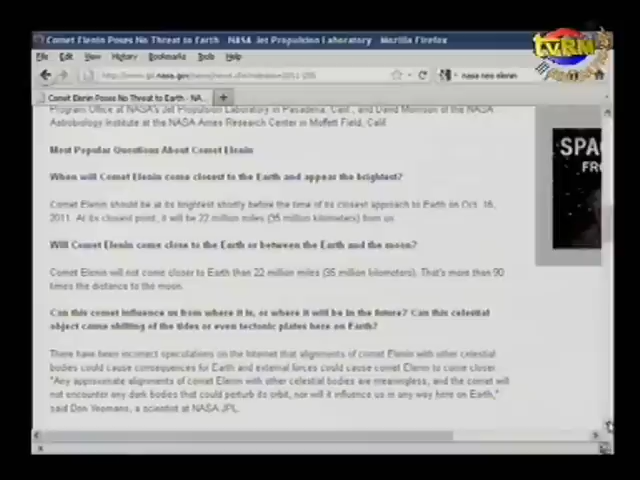 Comet Elenin Poses No Threat to Earth - NASA Jet Propulsion Laboratory - Mozilla Firefox
File Edit View History Bookmarks Tools Help
nasa neo elenin
Comet Elenin Poses No Threat to Earth - NA...
Program Office at NASA's Jet Propulsion Laboratory in Pasadena, Calif., and David Morrison of the NASA
Astrobiology Institute at the NASA Ames Research Center in Moffett Field, Calif.
Most Popular Questions About Comet Elenin
When will Comet Elenin come closest to the Earth and appear the brightest?
Comet Elenin should be at its brightest shortly before the time of its closest approach to Earth on Oct. 16,
2011. At its closest point, it will be 22 million miles (35 million kilometers) from us.
Will Comet Elenin come close to the Earth or between the Earth and the moon?
Comet Elenin will not come closer to Earth than 22 million miles (35 million kilometers). That's more than 90
times the distance to the moon.
Can this comet influence us from where it is, or where it will be in the future? Can this celestial
object cause shifting of the tides or even tectonic plates here on Earth?
There have been incorrect speculations on the Internet that alignments of comet Elenin with other celestial
bodies could cause consequences for Earth and external forces could cause comet Elenin to come closer.
"Any approximate alignments of comet Elenin with other celestial bodies are meaningless, and the comet will
not encounter any dark bodies that could perturb its orbit, nor will it influence us in any way here on Earth,"
said Don Yeomans, a scientist at NASA JPL.
SPAC
FRO
tvRM